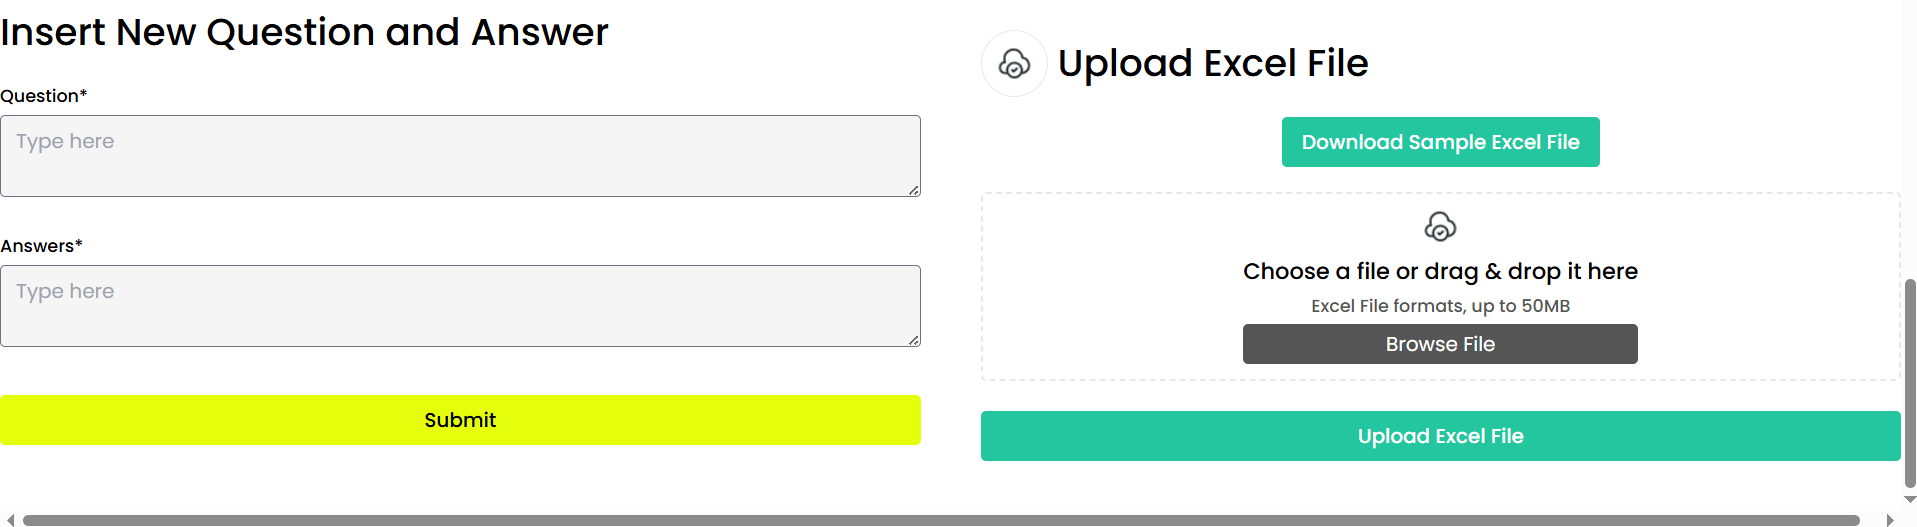 Insert New Question and Answer
Question*
Type here
Answers*
Type here
Submit
Upload Excel File
Download Sample Excel File
Choose a file or drag & drop it here
Excel File formats, up to 50MB
Browse File
Upload Excel File